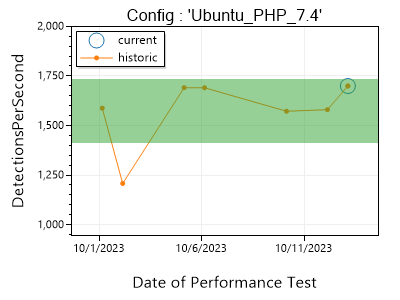 Config : 'Ubuntu_PHP_7.4'
2,000
current
historic
1,750
1,500
1,250
1,000
DetectionsPerSecond
10/1/2023
10/6/2023
10/11/2023
Date of Performance Test